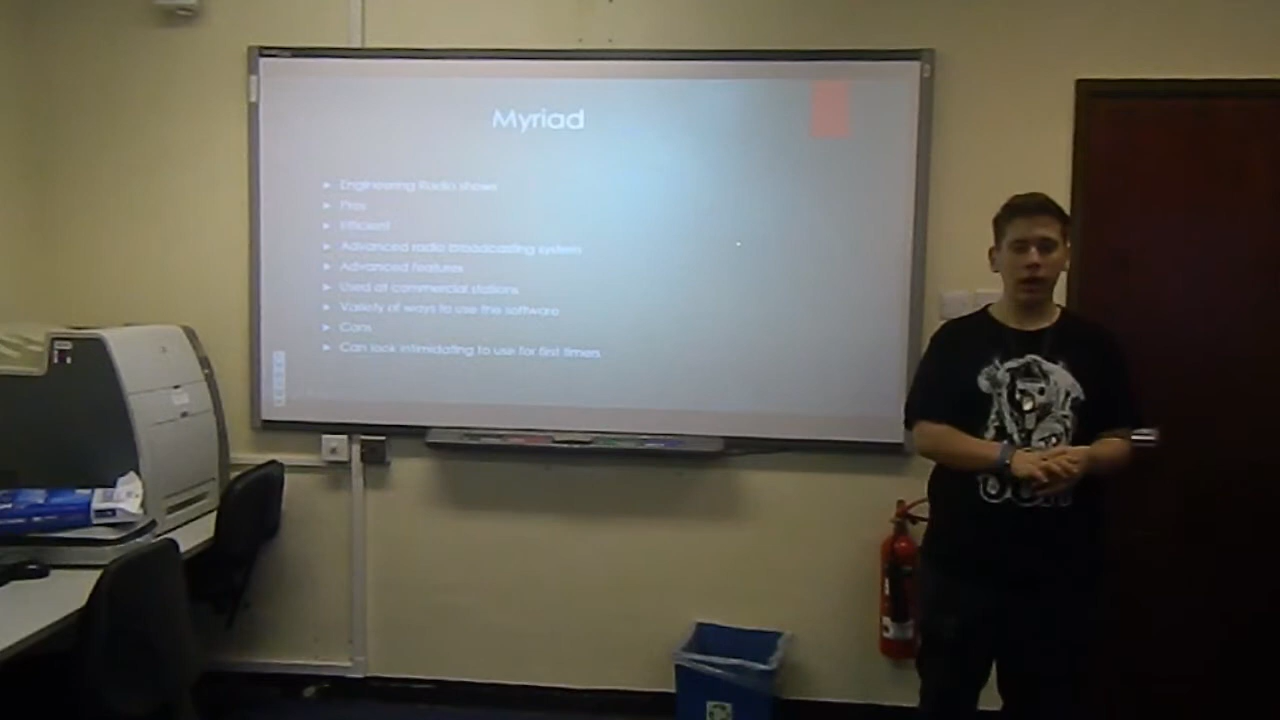 Myriad
Engineering Radio shows
Pros
Efficient
Advanced radio broadcasting system
Advanced features
Used at commercial stations
Variety of ways to use the software
Cons
Can look intimidating to use for first timers